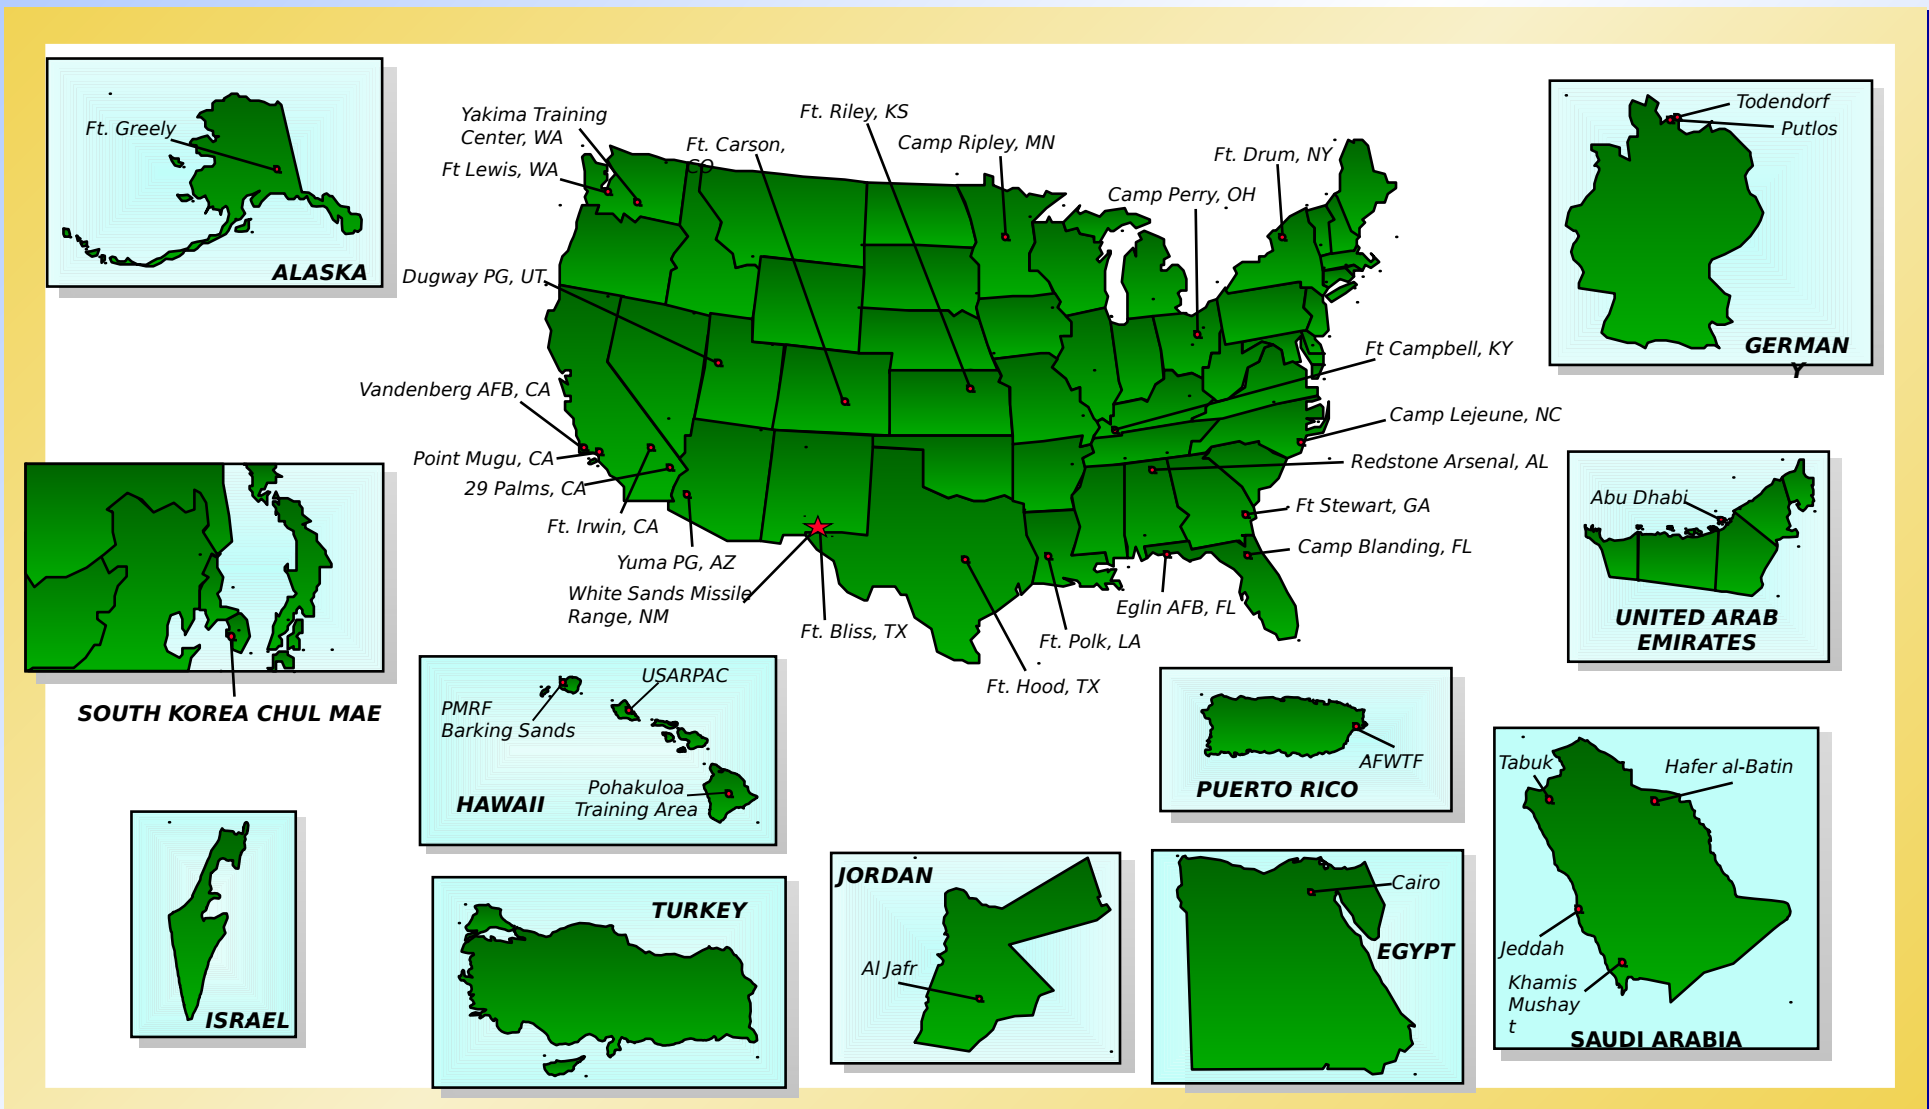 Ft. Greely
ALASKA
Yakima Training
Center, WA
Ft Lewis, WA
Ft. Carson,
CO
Ft. Riley, KS
Camp Ripley, MN
Camp Perry, OH
Ft. Drum, NY
Todendorf
Putlos
GERMAN
Y
Dugway PG, UT
Vandenberg AFB, CA
Point Mugu, CA
29 Palms, CA
Ft. Irwin, CA
Yuma PG, AZ
White Sands Missile
Range, NM
Ft. Bliss, TX
Ft. Hood, TX
Ft. Polk, LA
Eglin AFB, FL
Camp Blanding, FL
Ft Stewart, GA
Redstone Arsenal, AL
Camp Lejeune, NC
Ft Campbell, KY
Abu Dhabi
UNITED ARAB
EMIRATES
SOUTH KOREA CHUL MAE
USARPAC
PMRF
Barking Sands
Pohakuloa
Training Area
HAWAII
AFWTF
PUERTO RICO
Tabuk
Hafer al-Batin
Jeddah
Khamis
Mushay
t
SAUDI ARABIA
ISRAEL
TURKEY
JORDAN
Al Jafr
Cairo
EGYPT